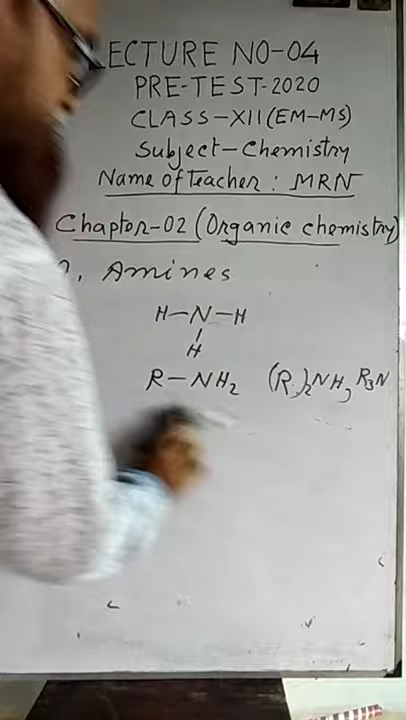 LECTURE NO-04
PRE-TEST-2020
CLASS-XII(EM-MS)
Subject-Chemistry
Name of Teacher : MRN
Chapter-02 (Organic chemistry)
Amines
H-N-H
|
H
R-NH₂ (R)₂NH, R₃N